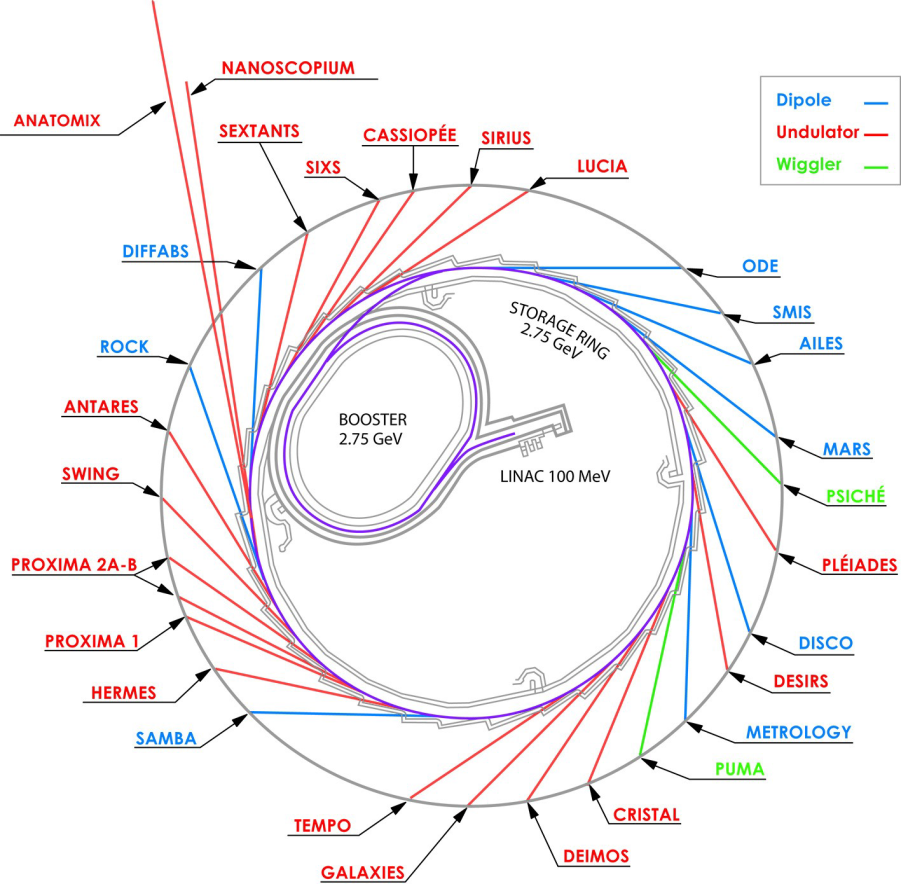 NANOSCOPIUM
ANATOMIX
SEXTANTS
CASSIOPÉE
SIRIUS
SIXS
LUCIA
Dipole
Undulator
Wiggler
DIFFABS
ODE
SMIS
AILES
ROCK
ANTARES
SWING
PROXIMA 2A-B
PROXIMA 1
HERMES
SAMBA
STORAGE RING
2.75 GeV
BOOSTER
2.75 GeV
LINAC 100 MeV
MARS
PSICHÉ
PLÉIADES
DISCO
DESIRS
METROLOGY
PUMA
CRISTAL
DEIMOS
GALAXIES
TEMPO